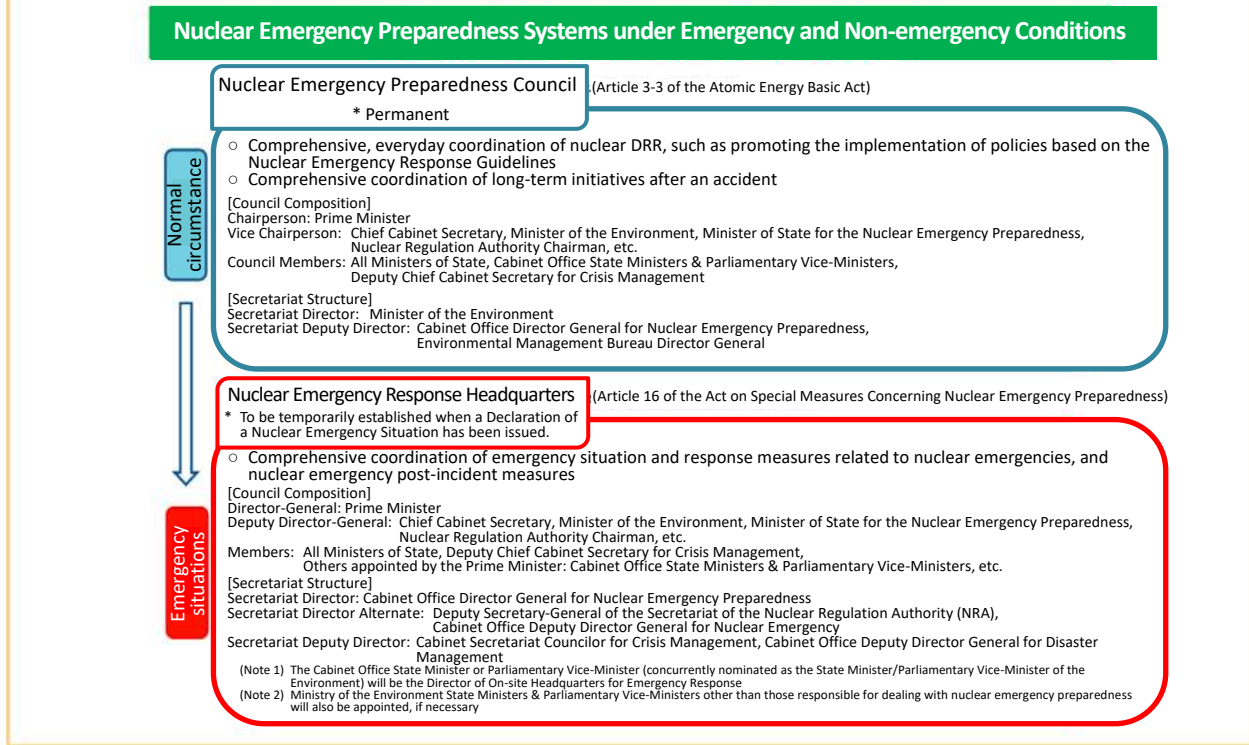 Nuclear Emergency Preparedness Systems under Emergency and Non-emergency Conditions
Nuclear Emergency Preparedness Council
(Article 3-3 of the Atomic Energy Basic Act)
* Permanent
Normal
circumstance
○ Comprehensive, everyday coordination of nuclear DRR, such as promoting the implementation of policies based on the
Nuclear Emergency Response Guidelines
○ Comprehensive coordination of long-term initiatives after an accident
[Council Composition]
Chairperson: Prime Minister
Vice Chairperson: Chief Cabinet Secretary, Minister of the Environment, Minister of State for the Nuclear Emergency Preparedness,
Nuclear Regulation Authority Chairman, etc.
Council Members: All Ministers of State, Cabinet Office State Ministers & Parliamentary Vice-Ministers,
Deputy Chief Cabinet Secretary for Crisis Management
[Secretariat Structure]
Secretariat Director: Minister of the Environment
Secretariat Deputy Director: Cabinet Office Director General for Nuclear Emergency Preparedness,
Environmental Management Bureau Director General
Nuclear Emergency Response Headquarters
(Article 16 of the Act on Special Measures Concerning Nuclear Emergency Preparedness)
* To be temporarily established when a Declaration of
a Nuclear Emergency Situation has been issued.
Emergency
situations
○ Comprehensive coordination of emergency situation and response measures related to nuclear emergencies, and
nuclear emergency post-incident measures
[Council Composition]
Director-General: Prime Minister
Deputy Director-General: Chief Cabinet Secretary, Minister of the Environment, Minister of State for the Nuclear Emergency Preparedness,
Nuclear Regulation Authority Chairman, etc.
Members: All Ministers of State, Deputy Chief Cabinet Secretary for Crisis Management,
Others appointed by the Prime Minister: Cabinet Office State Ministers & Parliamentary Vice-Ministers, etc.
[Secretariat Structure]
Secretariat Director: Cabinet Office Director General for Nuclear Emergency Preparedness
Secretariat Director Alternate: Deputy Secretary-General of the Secretariat of the Nuclear Regulation Authority (NRA),
Cabinet Office Deputy Director General for Nuclear Emergency
Secretariat Deputy Director: Cabinet Secretariat Councilor for Crisis Management, Cabinet Office Deputy Director General for Disaster
Management
(Note 1) The Cabinet Office State Minister or Parliamentary Vice-Minister (concurrently nominated as the State Minister/Parliamentary Vice-Minister of the
Environment) will be the Director of On-site Headquarters for Emergency Response
(Note 2) Ministry of the Environment State Ministers & Parliamentary Vice-Ministers other than those responsible for dealing with nuclear emergency preparedness
will also be appointed, if necessary